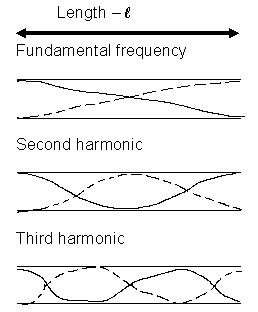 Length – ℓ
Fundamental frequency
Second harmonic
Third harmonic